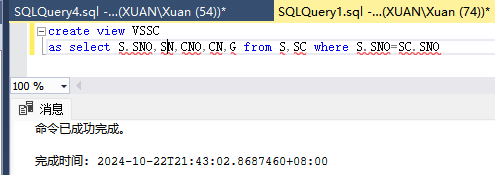 SQLQuery4.sql -...(XUAN\Xuan (54))* SQLQuery1.sql -...(XUAN\Xuan (74))*
create view VSSC
as select S.SNO,SN,CNO,CN,G from S,SC where S.SNO=SC.SNO
100 %
消息
命令已成功完成。
完成时间: 2024-10-22T21:43:02.8687460+08:00